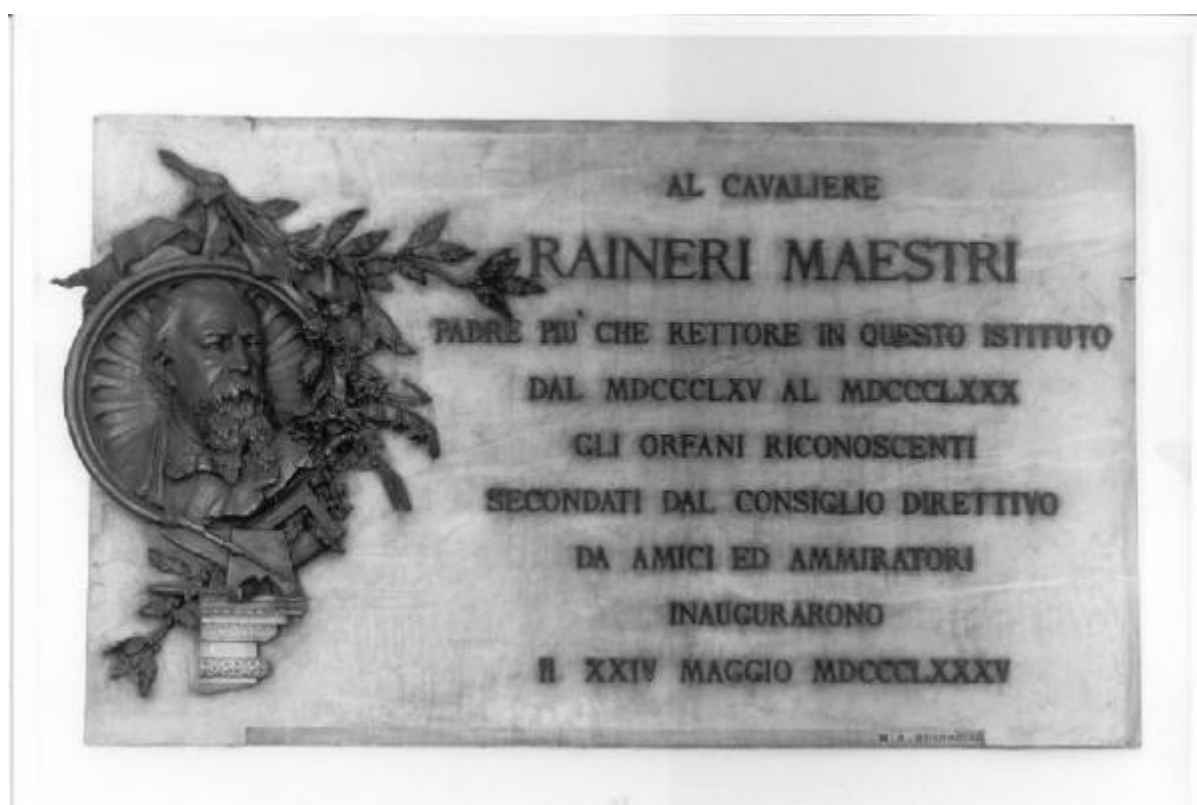 AL CAVALIERE
RAINERI MAESTRI
PADRE PIÙ CHE RETTORE IN QUESTO ISTITUTO
DAL MDCCCLXV AL MDCCCLXXX
GLI ORFANI RICONOSCENTI
SECONDATI DAL CONSIGLIO DIRETTIVO
DA AMICI ED AMMIRATORI
INAUGURARONO
IL XXIV MAGGIO MDCCCLXXXV